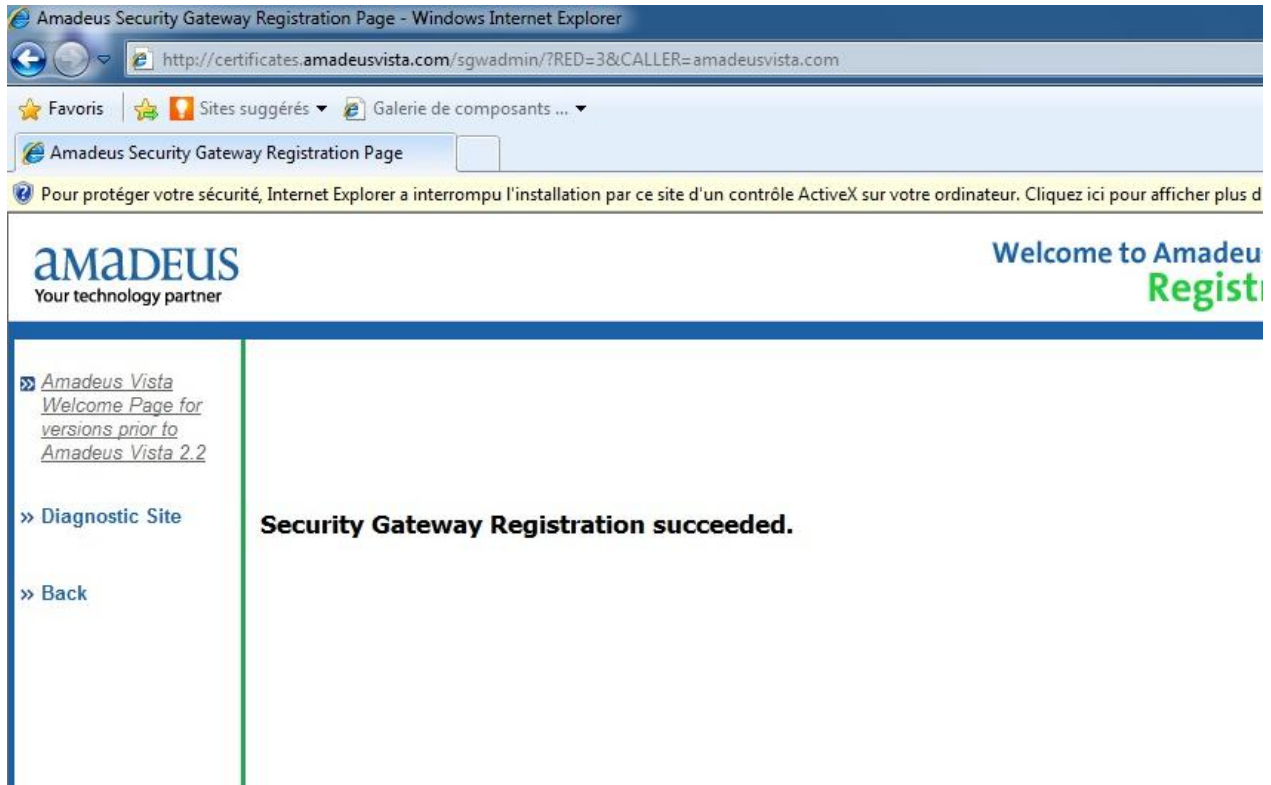 Amadeus Security Gateway Registration Page - Windows Internet Explorer
http://certificates.amadeusvista.com/sgwadmin/?RED=3&CALLER=amadeusvista.com
Favoris Sites suggérés Galerie de composants ...
Amadeus Security Gateway Registration Page
Pour protéger votre sécurité, Internet Explorer a interrompu l'installation par ce site d'un contrôle ActiveX sur votre ordinateur. Cliquez ici pour afficher plus d
amadeus
Your technology partner
Welcome to Amadeu
Regist
Amadeus Vista
Welcome Page for
versions prior to
Amadeus Vista 2.2
» Diagnostic Site
Security Gateway Registration succeeded.
» Back